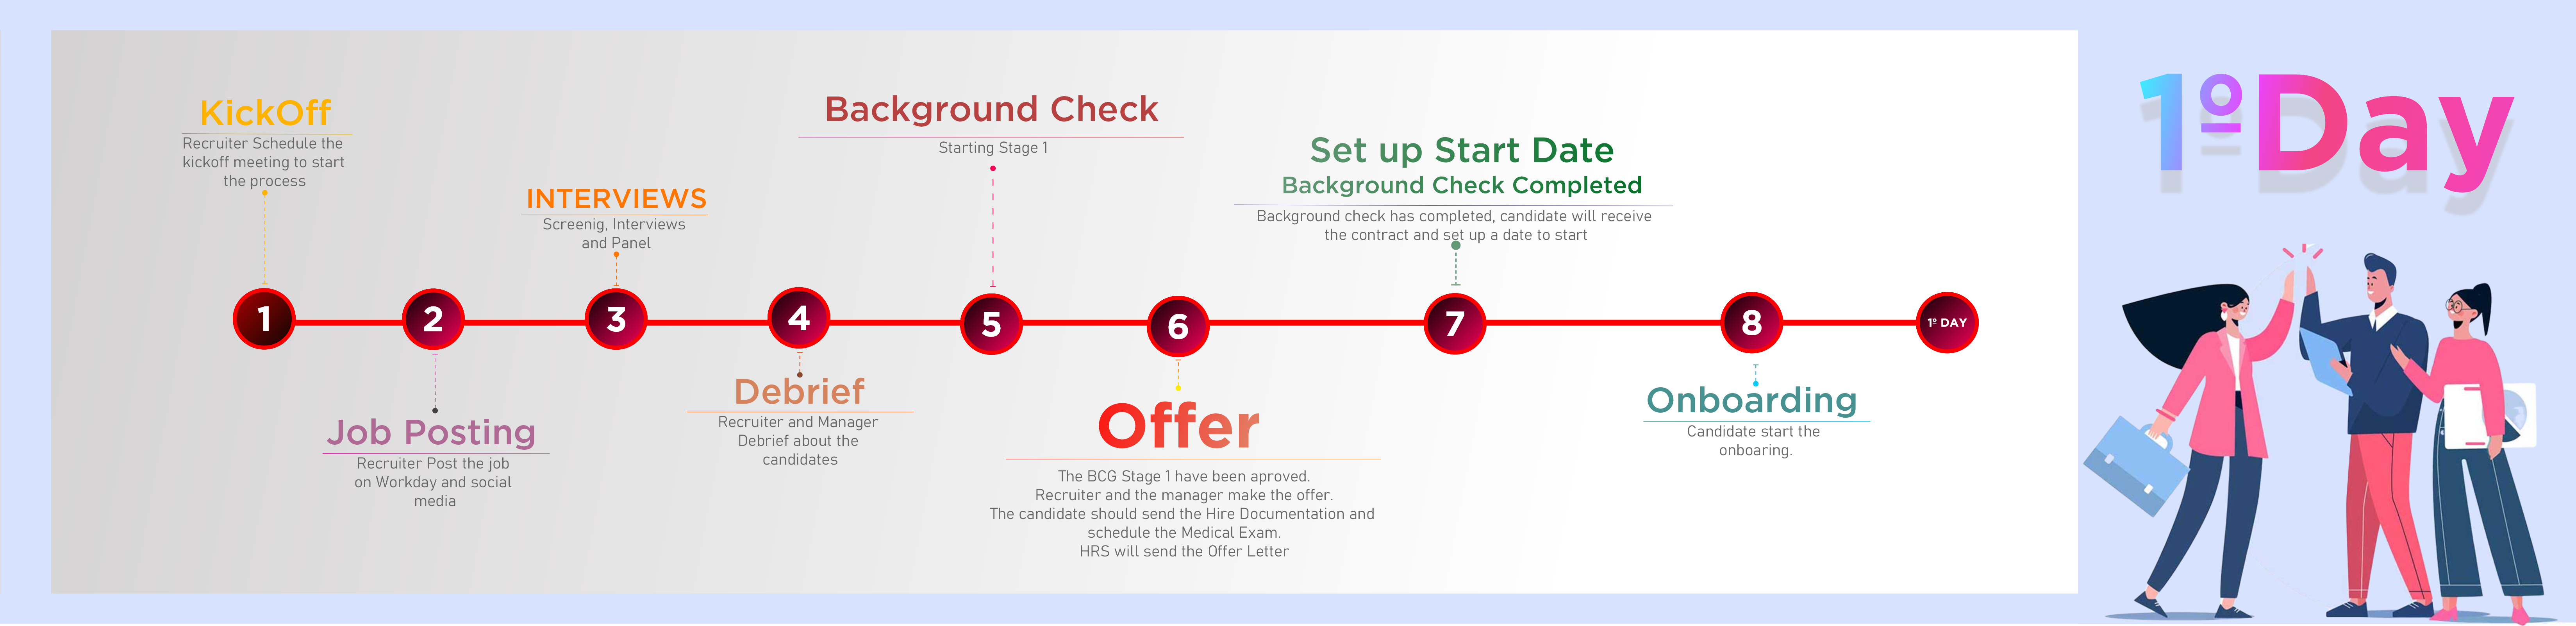 KickOff
Recruiter Schedule the
kickoff meeting to start
the process
1
2
Job Posting
Recruiter Post the job
on Workday and social
media
INTERVIEWS
Screenig, Interviews
and Panel
3
4
Debrief
Recruiter and Manager
Debrief about the
candidates
Background Check
Starting Stage 1
5
6
Offer
The BCG Stage 1 have been aproved.
Recruiter and the manager make the offer.
The candidate should send the Hire Documentation and
schedule the Medical Exam.
HRS will send the Offer Letter
Set up Start Date
Background Check Completed
Background check has completed, candidate will receive
the contract and set up a date to start
7
8
Onboarding
Candidate start the
onboaring.
1º DAY
1ºDay